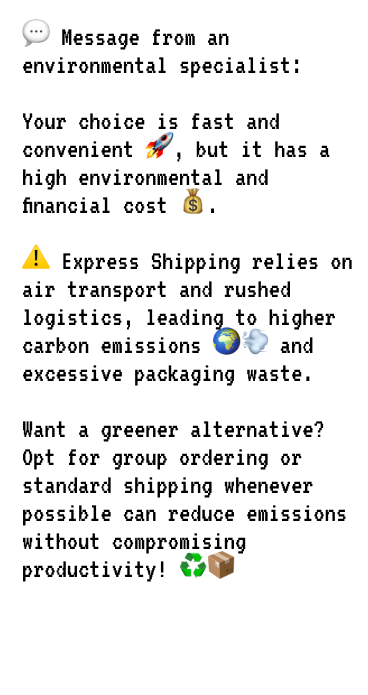 💬 Message from an
environmental specialist:
Your choice is fast and
convenient 🚀, but it has a
high environmental and
financial cost 💰.
⚠️ Express Shipping relies on
air transport and rushed
logistics, leading to higher
carbon emissions 🌍💨 and
excessive packaging waste.
Want a greener alternative?
Opt for group ordering or
standard shipping whenever
possible can reduce emissions
without compromising
productivity! ♻️📦